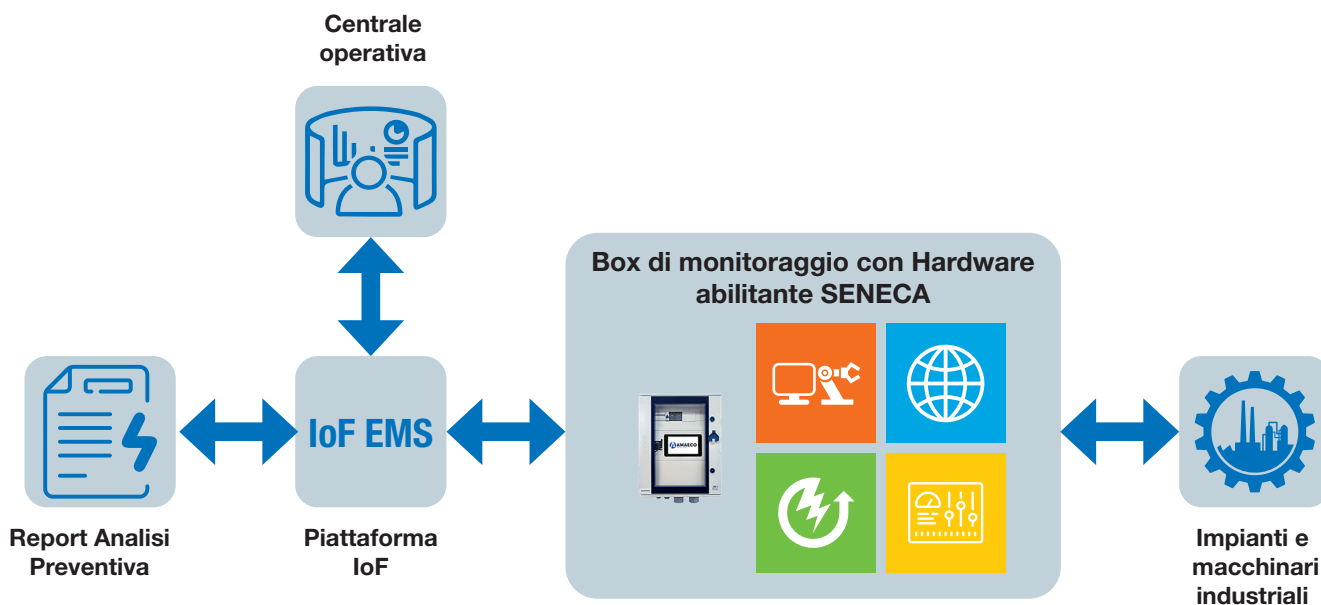 Centrale
operativa
Box di monitoraggio con Hardware
abilitante SENECA
AMAECO
IoF EMS
Report Analisi
Preventiva
Piattaforma
IoF
Impianti e
macchinari
industriali